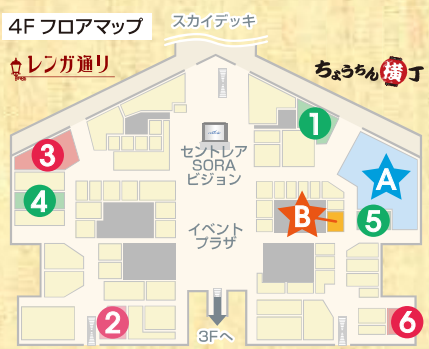 4F フロアマップ
スカイデッキ
レンガ通り
ちょうちん横丁
1
3
セントレア
SORA
ビジョン
A
4
B
5
イベント
プラザ
2
6
3Fへ